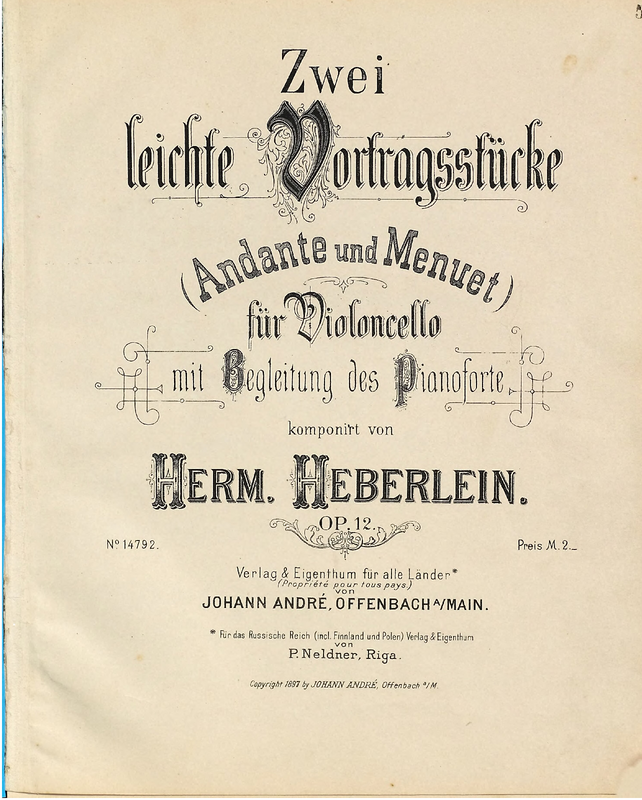 Zwei
leichte Vortragsstücke
(Andante und Menuet)
für Violoncello
mit Begleitung des Pianoforte
komponirt von
HERM. HEBERLEIN.
OP. 12.
Nº 14792.
Preis M. 2._
Verlag & Eigenthum für alle Länder*
(Propriété pour tous pays.)
von
JOHANN ANDRÉ, OFFENBACH A/MAIN.
* Für das Russische Reich (incl. Finnland und Polen) Verlag & Eigenthum
von
P. Neldner, Riga.
Copyright 1897 by JOHANN ANDRÉ, Offenbach a/M.